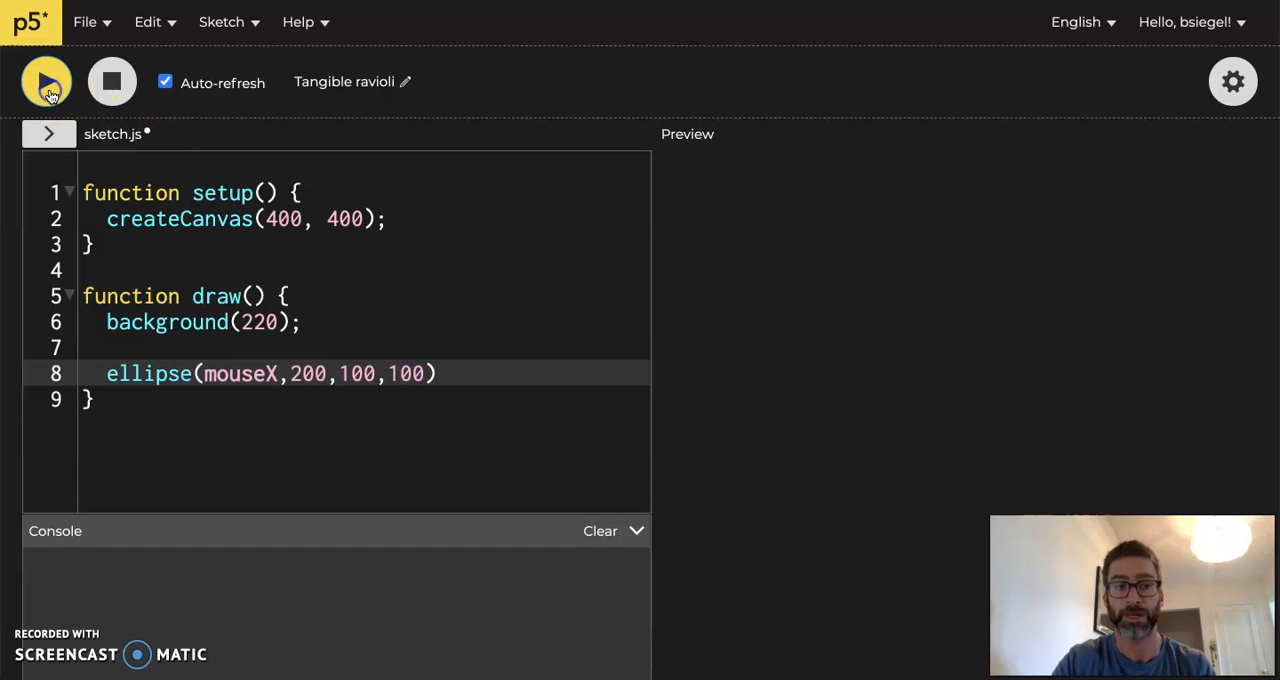 p5* File Edit Sketch Help English Hello, bsiegel!
Auto-refresh Tangible ravioli
> sketch.js Preview
1 function setup() {
2 createCanvas(400, 400);
3 }
4
5 function draw() {
6 background(220);
7
8 ellipse(mouseX,200,100,100)
9 }
Console Clear
RECORDED WITH
SCREENCAST MATIC